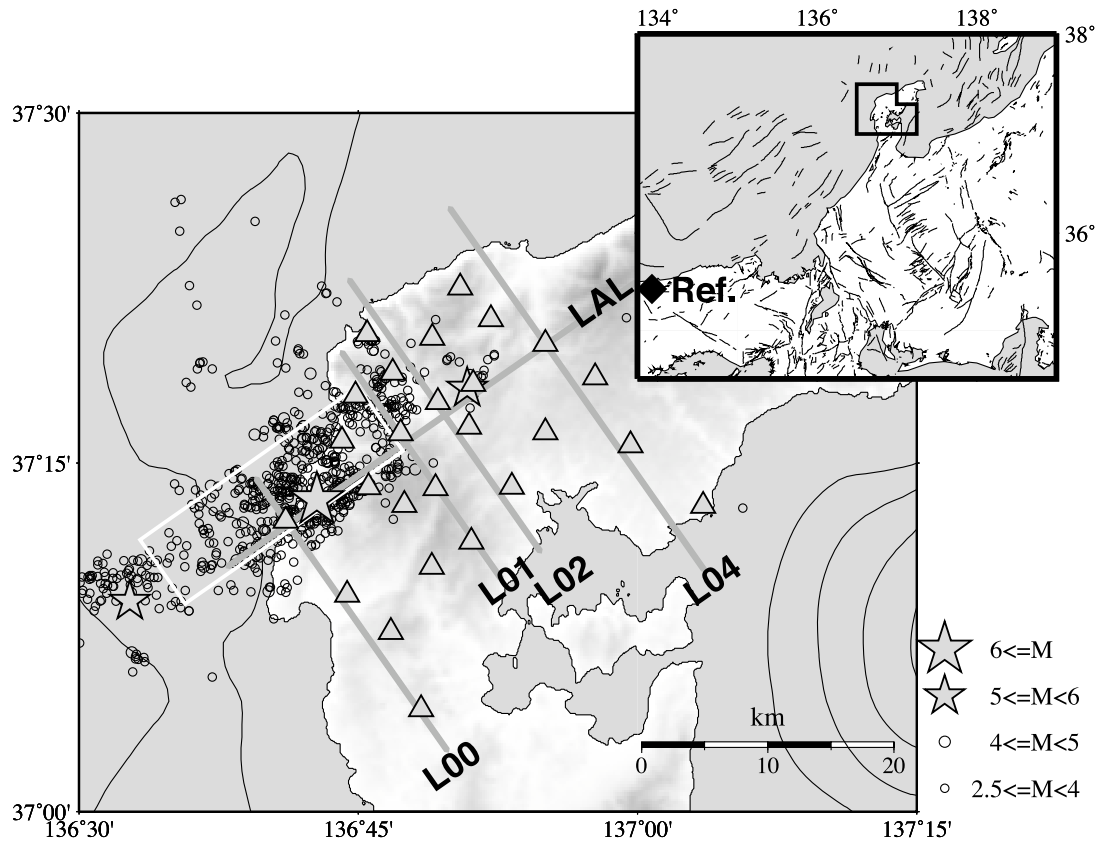 134° 136° 138°
38°
37°30'
36°
Ref.
LAL
37°15'
L01 L02 L04
6<=M
5<=M<6
km
4<=M<5
L00
0 10 20
2.5<=M<4
37°00'
136°30' 136°45' 137°00' 137°15'